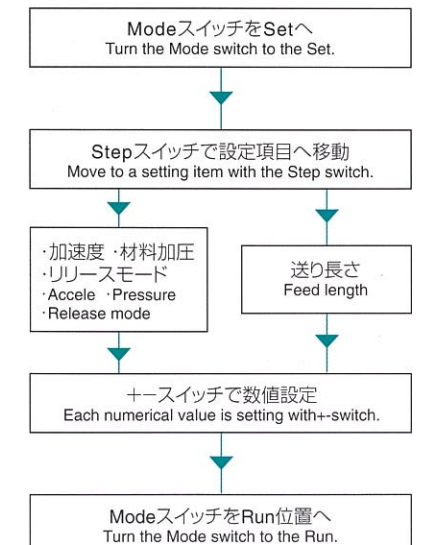 ModeスイッチをSetへ
Turn the Mode switch to the Set.
Stepスイッチで設定項目へ移動
Move to a setting item with the Step switch.
･加速度 ･材料加圧
･リリースモード
･Accele ･Pressure
･Release mode
送り長さ
Feed length
＋−スイッチで数値設定
Each numerical value is setting with+-switch.
ModeスイッチをRun位置へ
Turn the Mode switch to the Run.